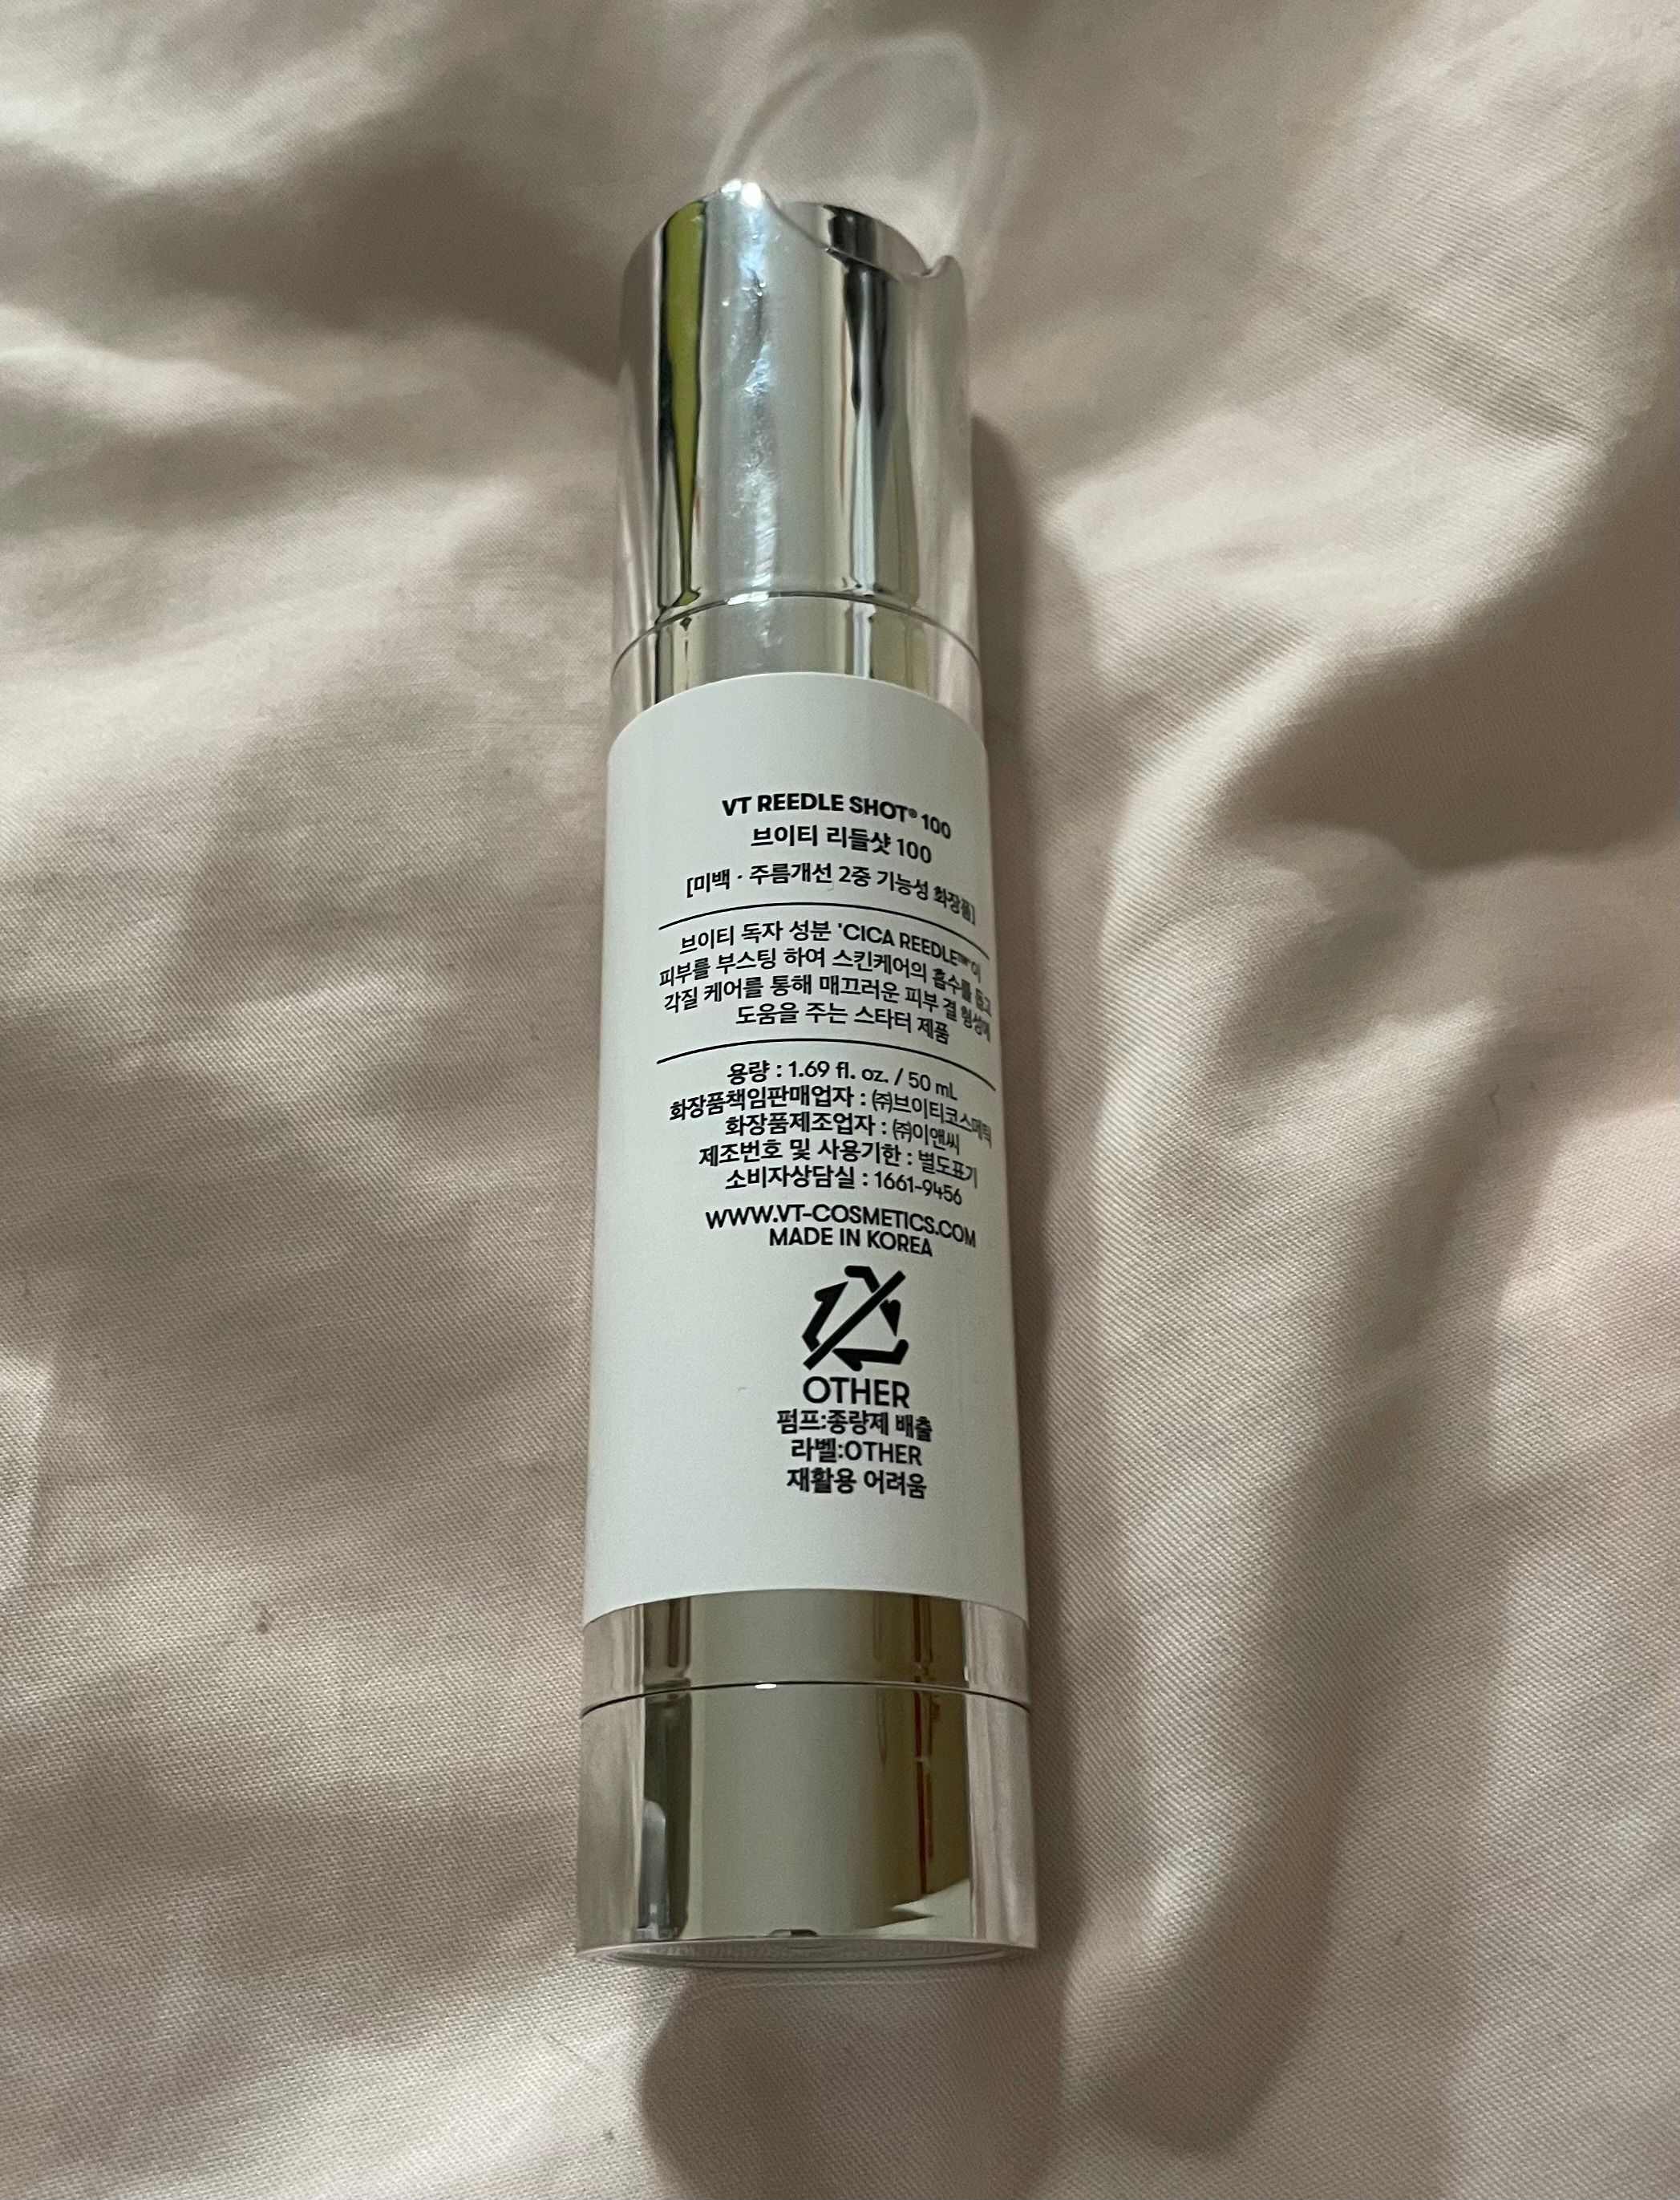 VT REEDLE SHOT® 100
브이티 리들샷 100
[미백 · 주름개선 2중 기능성 화장품]
브이티 독자 성분 'CICA REEDLE™'이
피부를 부스팅 하여 스킨케어의 흡수를 돕고
각질 케어를 통해 매끄러운 피부 결 형성에
도움을 주는 스타터 제품
용량 : 1.69 fl. oz. / 50 mL
화장품책임판매업자 : ㈜브이티코스메틱
화장품제조업자 : ㈜이앤씨
제조번호 및 사용기한 : 별도표기
소비자상담실 : 1661-9456
WWW.VT-COSMETICS.COM
MADE IN KOREA
OTHER
펌프:종량제 배출
라벨:OTHER
재활용 어려움